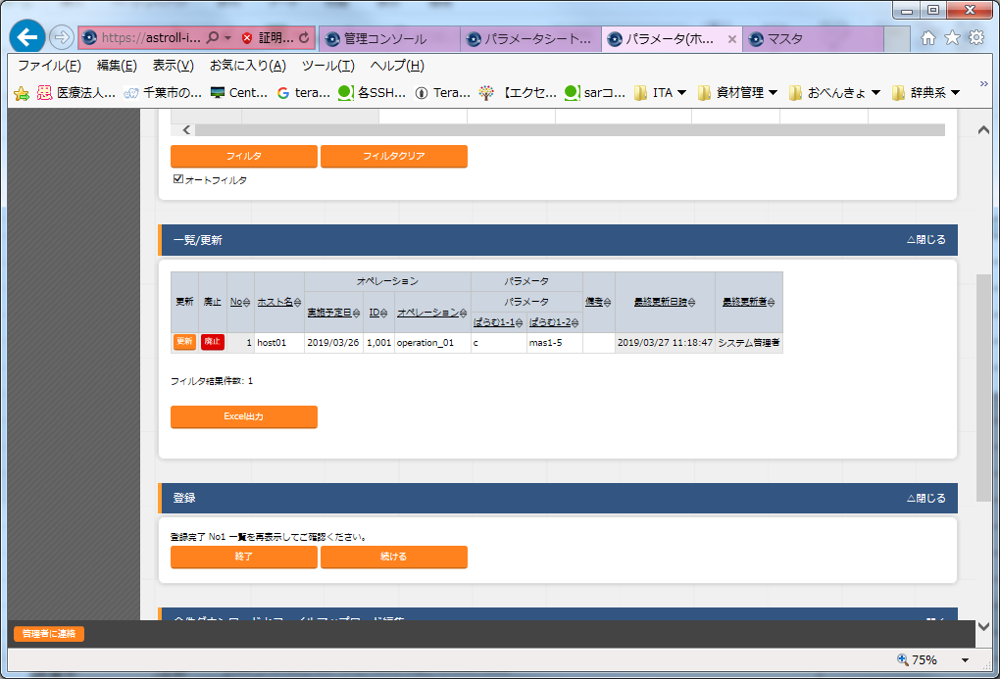 https://astroll-i... 証明... 管理コンソール パラメータシート... パラメータ(ホ... マスタ
ファイル(F) 編集(E) 表示(V) お気に入り(A) ツール(T) ヘルプ(H)
医療法人... 千葉市の... Cent... tera... 各SSH... Tera... 【エクセ... sarコ... ITA 資材管理 おべんきょ 辞典系
フィルタ フィルタクリア
オートフィルタ
一覧/更新 △閉じる
オペレーション パラメータ
更新 廃止 No ホスト名 パラメータ 備考 最終更新日時 最終更新者
実施予定日 ID オペレーション
ぱらむ1-1 ぱらむ1-2
更新 廃止 1 host01 2019/03/26 1,001 operation_01 c mas1-5 2019/03/27 11:18:47 システム管理者
フィルタ結果件数: 1
Excel出力
登録 △閉じる
登録完了 No1 一覧を再表示してご確認ください。
終了 続ける
管理者に連絡
75%